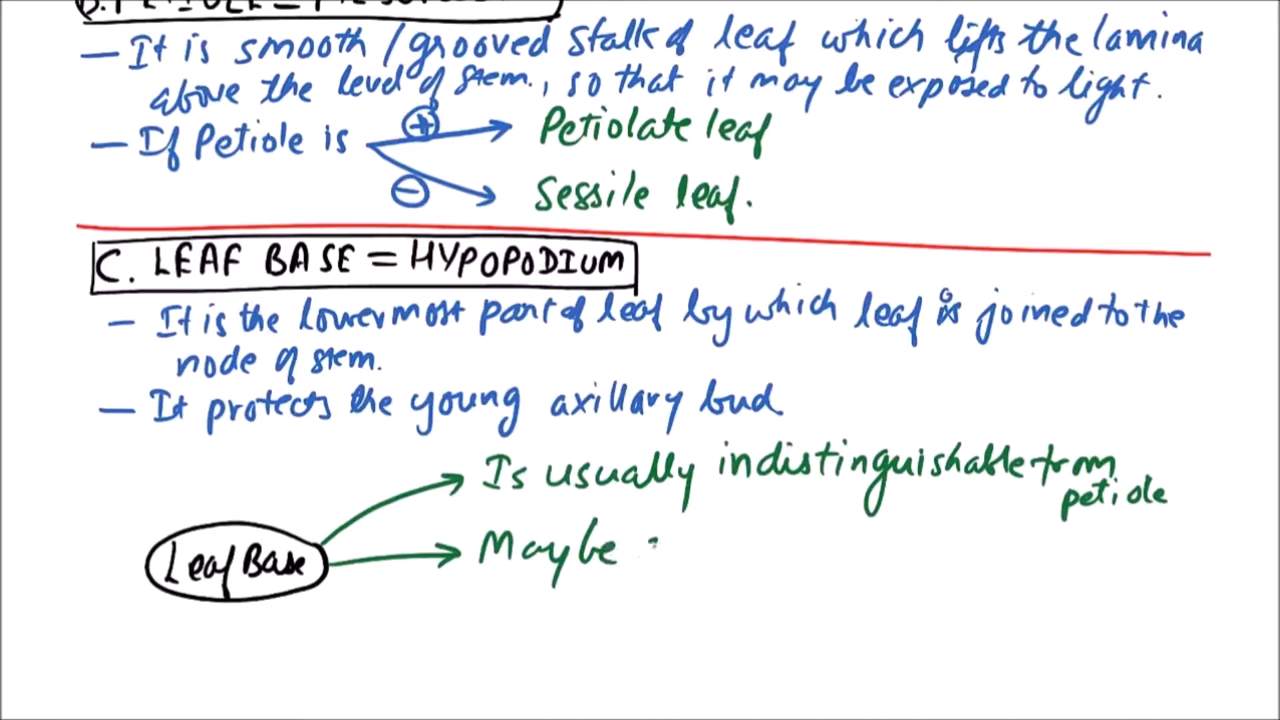 — It is smooth / grooved stalk of leaf which lifts the lamina
above the level of stem., so that it may be exposed to light.
— If Petiole is
⊕ → Petiolate leaf
⊖ → Sessile leaf.
C. LEAF BASE = HYPOPODIUM
— It is the lowermost part of leaf by which leaf is joined to the
node of stem.
— It protects the young axillary bud
Is usually indistinguishable from
petiole
Leaf Base
Maybe